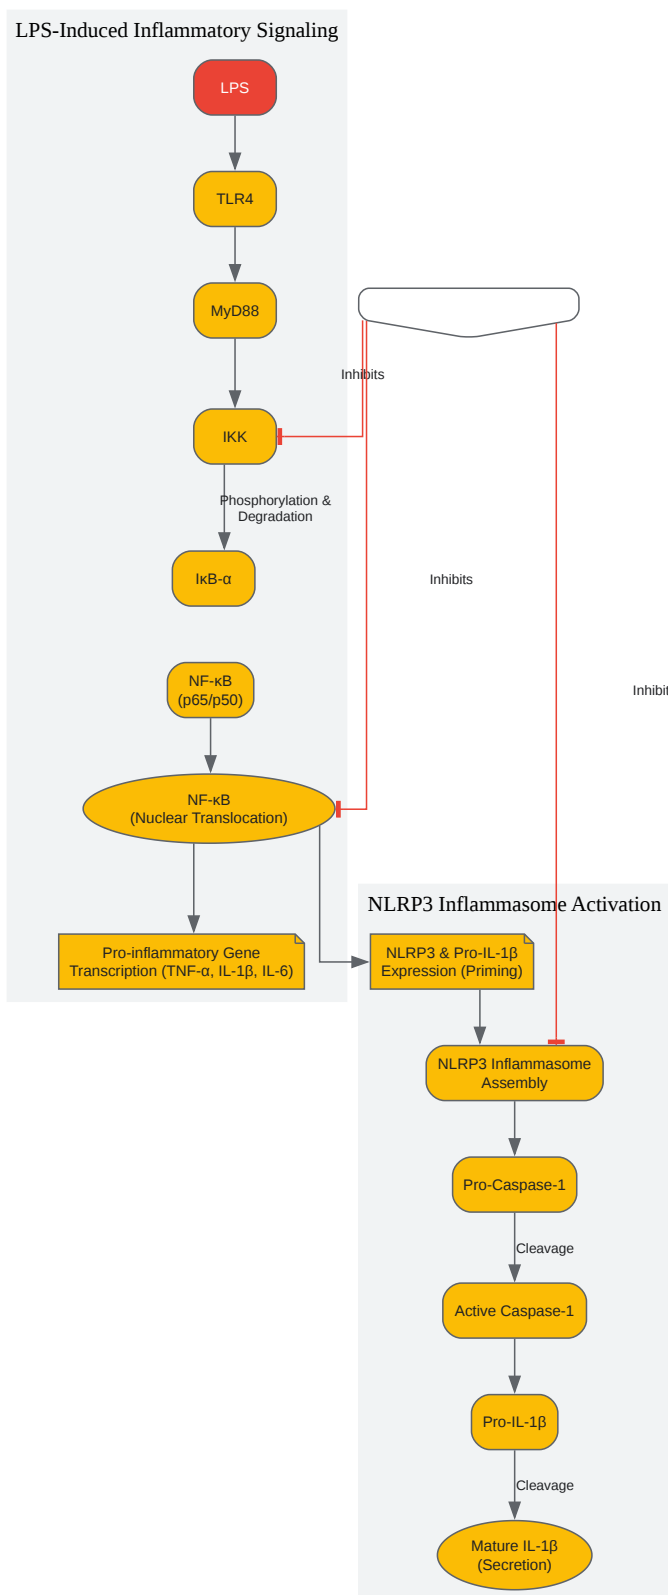 LPS-Induced Inflammatory Signaling
LPS
TLR4
MyD88
Inhibits
IKK
Phosphorylation &
Degradation
IκB-α
Inhibits
NF-κB
(p65/p50)
Inhibit
NF-κB
(Nuclear Translocation)
NLRP3 Inflammasome Activation
Pro-inflammatory Gene
Transcription (TNF-α, IL-1β, IL-6)
NLRP3 & Pro-IL-1β
Expression (Priming)
NLRP3 Inflammasome
Assembly
Pro-Caspase-1
Cleavage
Active Caspase-1
Pro-IL-1β
Cleavage
Mature IL-1β
(Secretion)